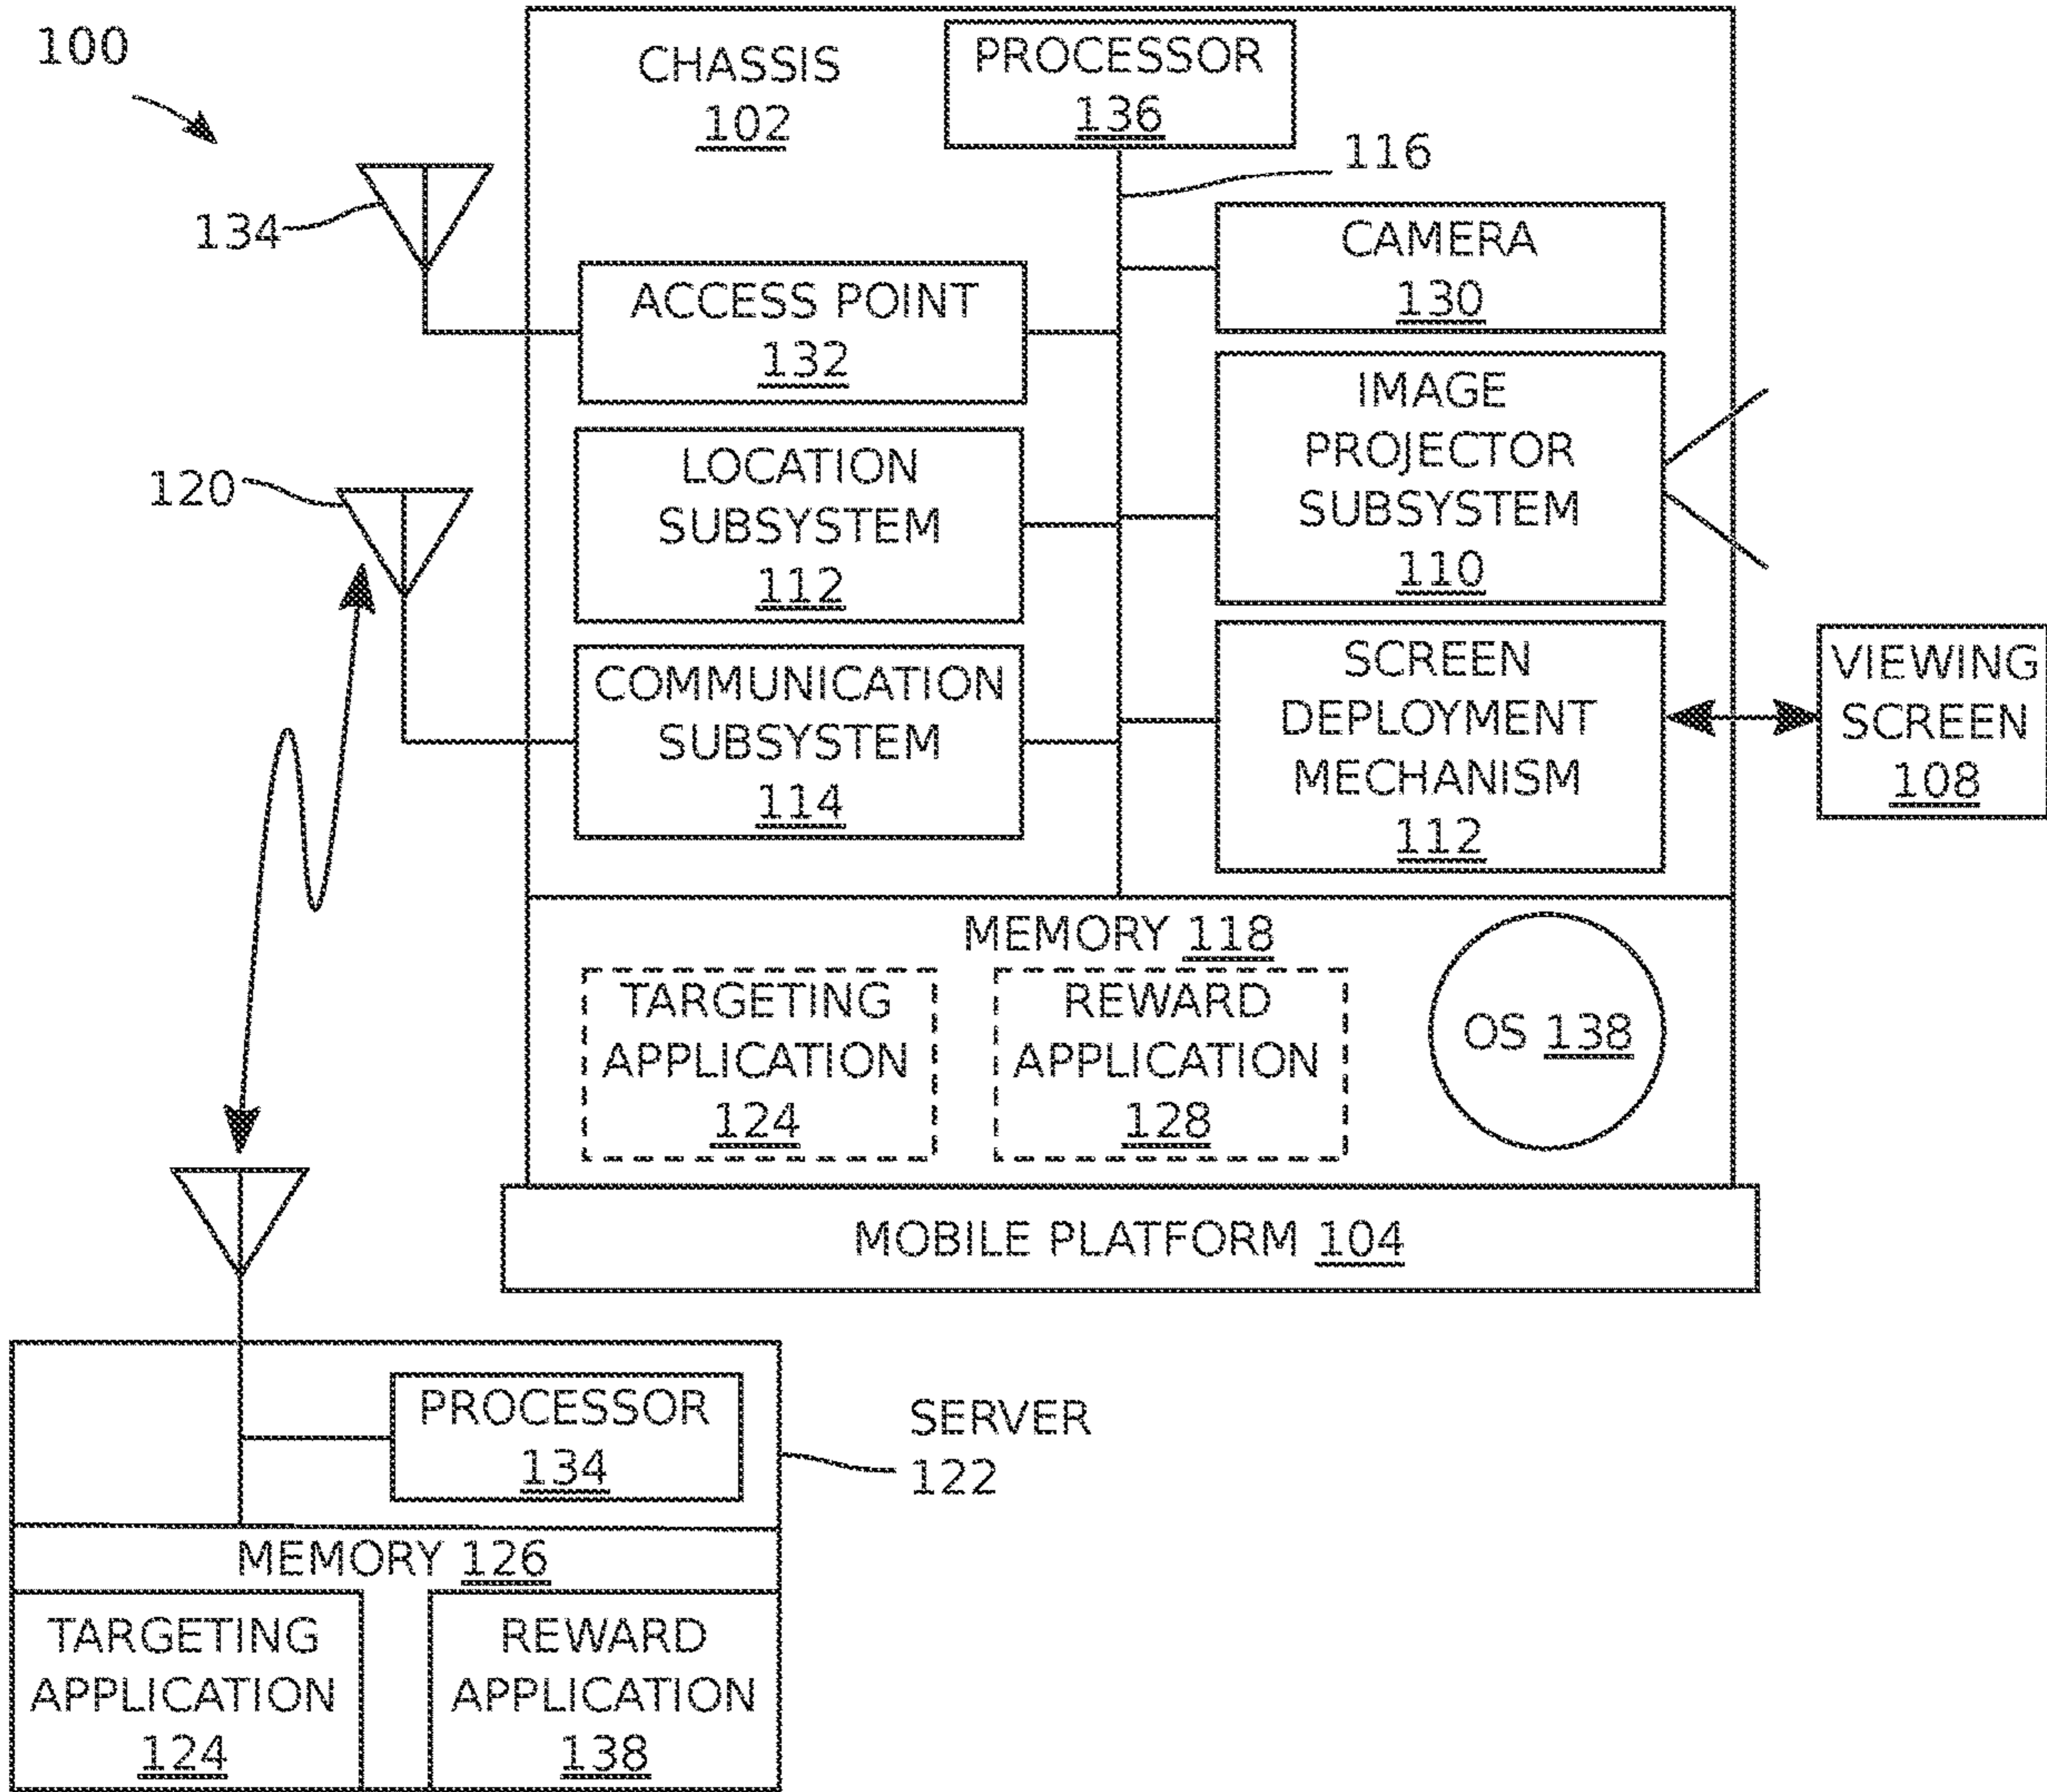 100
CHASSIS
102
PROCESSOR
136
116
134
CAMERA
130
ACCESS POINT
132
IMAGE
PROJECTOR
SUBSYSTEM
110
120
LOCATION
SUBSYSTEM
112
COMMUNICATION
SUBSYSTEM
114
SCREEN
DEPLOYMENT
MECHANISM
112
VIEWING
SCREEN
108
MEMORY 118
TARGETING
APPLICATION
124
REWARD
APPLICATION
128
OS 138
MOBILE PLATFORM 104
PROCESSOR
134
SERVER
122
MEMORY 126
TARGETING
APPLICATION
124
REWARD
APPLICATION
138